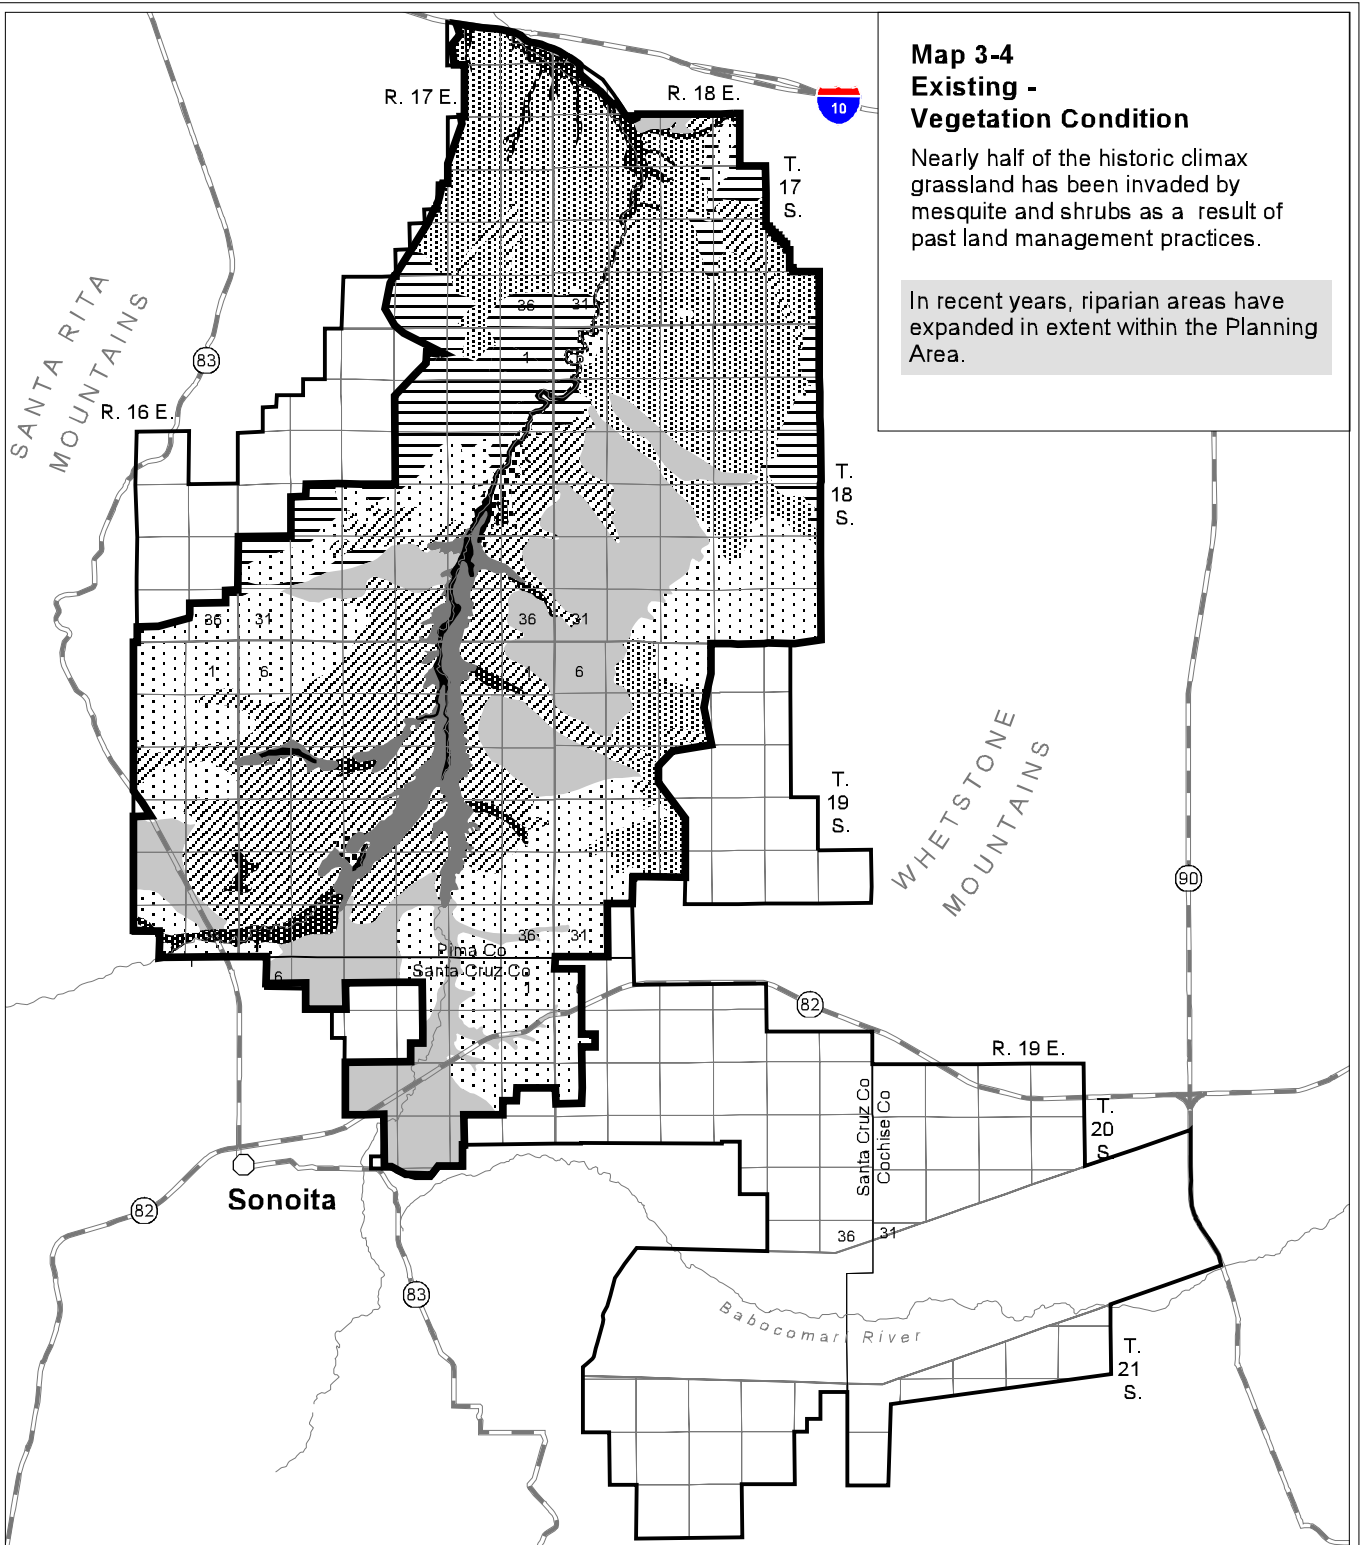 Map 3-4
Existing -
Vegetation Condition
Nearly half of the historic climax
grassland has been invaded by
mesquite and shrubs as a result of
past land management practices.
In recent years, riparian areas have
expanded in extent within the Planning
Area.
R. 17 E.
R. 18 E.
10
T.
17
S.
SANTA RITA
MOUNTAINS
83
R. 16 E.
36 31
1
T.
18
S.
36 31
36 31
1 6
1 6
WHETSTONE
MOUNTAINS
T.
19
S.
90
36 31
Pima Co
Santa Cruz Co
6
1
82
R. 19 E.
Santa Cruz Co
Cochise Co
T.
20
S.
Sonoita
82
36 31
83
Babocomari River
T.
21
S.